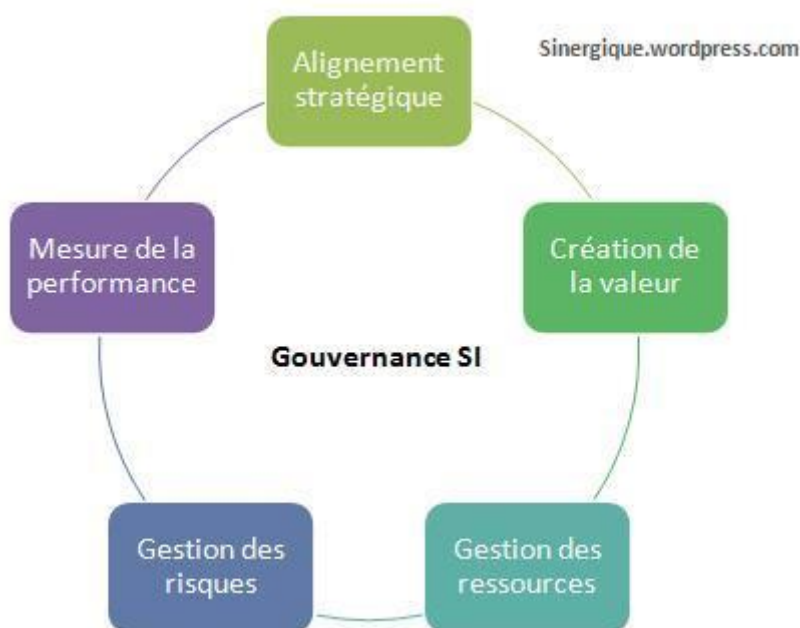 Sinergique.wordpress.com
Alignement
stratégique
Mesure de la
performance
Création de
la valeur
Gouvernance SI
Gestion des
risques
Gestion des
ressources